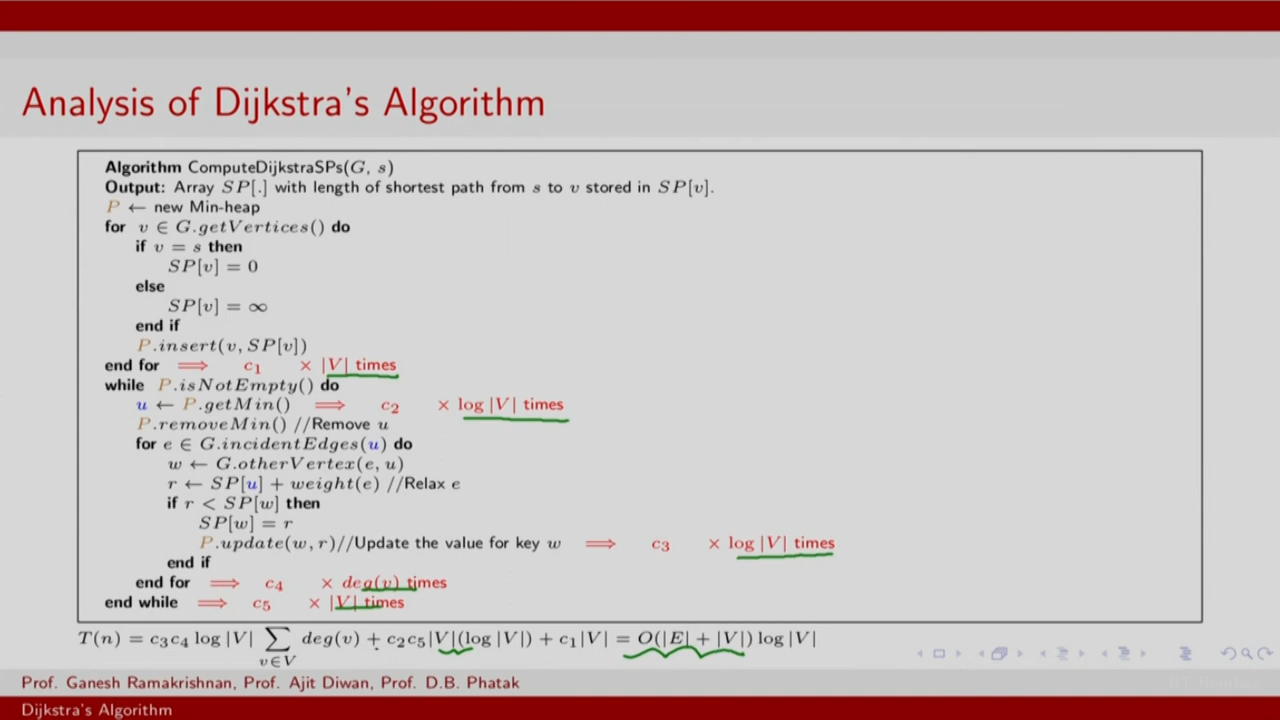 Analysis of Dijkstra's Algorithm
Algorithm ComputeDijkstraSPs(G, s)
Output: Array SP[.] with length of shortest path from s to v stored in SP[v].
P ← new Min-heap
for v ∈ G.getVertices() do
if v = s then
SP[v] = 0
else
SP[v] = ∞
end if
P.insert(v, SP[v])
end for ⟹ c₁ × |V| times
while P.isNotEmpty() do
u ← P.getMin() ⟹ c₂ × log |V| times
P.removeMin() //Remove u
for e ∈ G.incidentEdges(u) do
w ← G.otherVertex(e, u)
r ← SP[u] + weight(e) //Relax e
if r < SP[w] then
SP[w] = r
P.update(w, r)//Update the value for key w ⟹ c₃ × log |V| times
end if
end for ⟹ c₄ × deg(v) times
end while ⟹ c₅ × |V| times
T(n) = c₃c₄ log |V| ∑ deg(v) + c₂c₅|V|(log |V|) + c₁|V| = O(|E| + |V|) log |V|
v∈V
Prof. Ganesh Ramakrishnan, Prof. Ajit Diwan, Prof. D.B. Phatak
Dijkstra's Algorithm